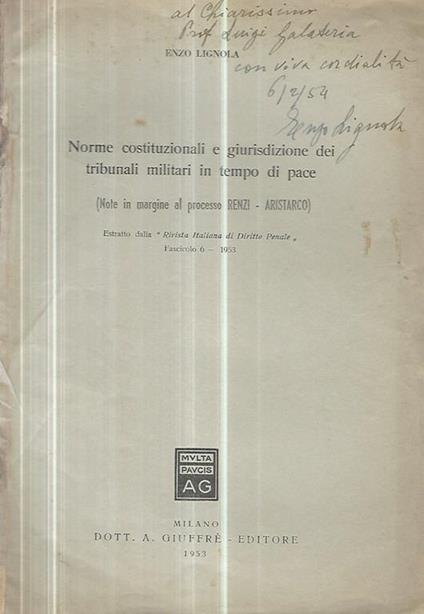 al Chiarissimo
Prof Luigi Galateria
ENZO LIGNOLA
con viva cordialità
6/2/54
Enzo Lignola
Norme costituzionali e giurisdizione dei
tribunali militari in tempo di pace
(Note in margine al processo RENZI - ARISTARCO)
Estratto dalla “ Rivista Italiana di Diritto Penale „
Fascicolo 6 - 1953
MVLTA
PAVCIS
AG
MILANO
DOTT. A. GIUFFRÈ - EDITORE
1953